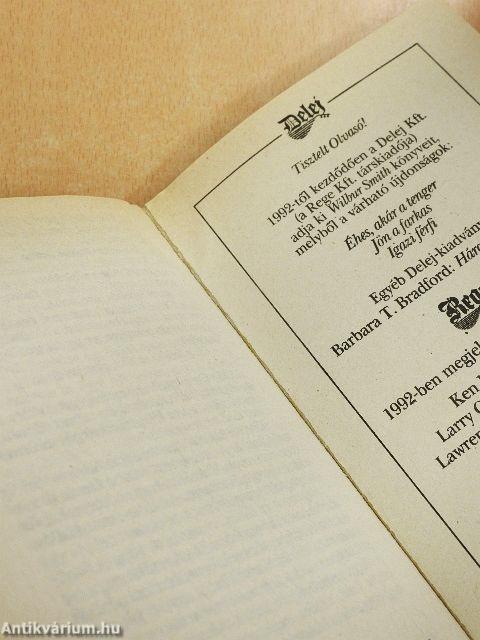 Delej
Tisztelt Olvasó!
1992-től kezdődően a Delej Kft.
(a Rege Kft. társkiadója)
adja ki Wilbur Smith könyveit,
melyből a várható újdonságok:
Éhes, akár a tenger
Jön a farkas
Igazi férfi
Egyéb Delej-kiadván
Barbara T. Bradford: Hár
1992-ben megjel
Ken
Larry
Lawren
Antikvárium.hu